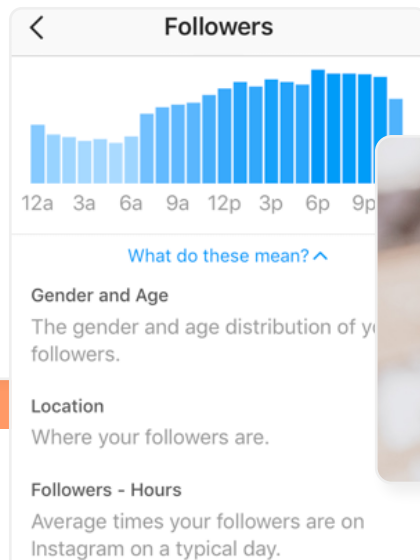 Followers
12a 3a 6a 9a 12p 3p 6p 9p
What do these mean?
Gender and Age
The gender and age distribution of
followers.
Location
Where your followers are.
Followers - Hours
Average times your followers are on
Instagram on a typical day.